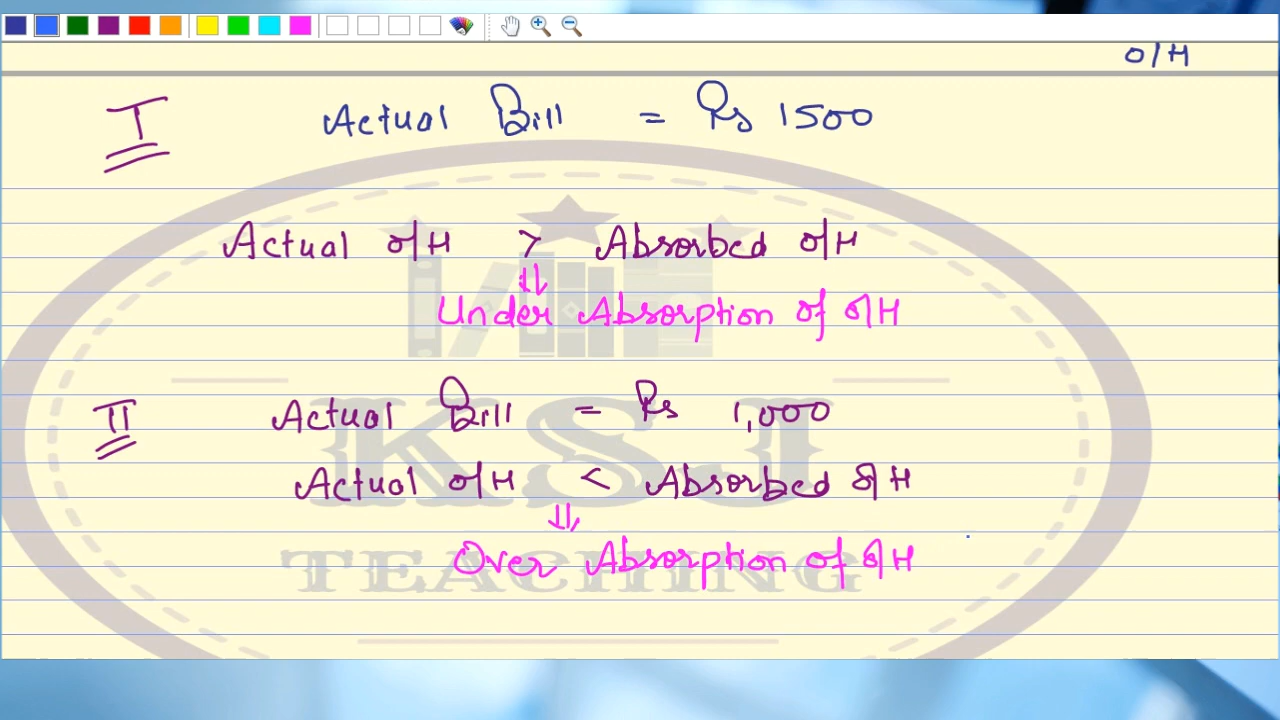 O/H
I Actual Bill = Rs 1500
Actual O/H > Absorbed O/H
⇓
Under Absorption of O/H
II Actual Bill = Rs 1,000
Actual O/H < Absorbed O/H
⇓
Over Absorption of O/H
KSJ
TEACHING